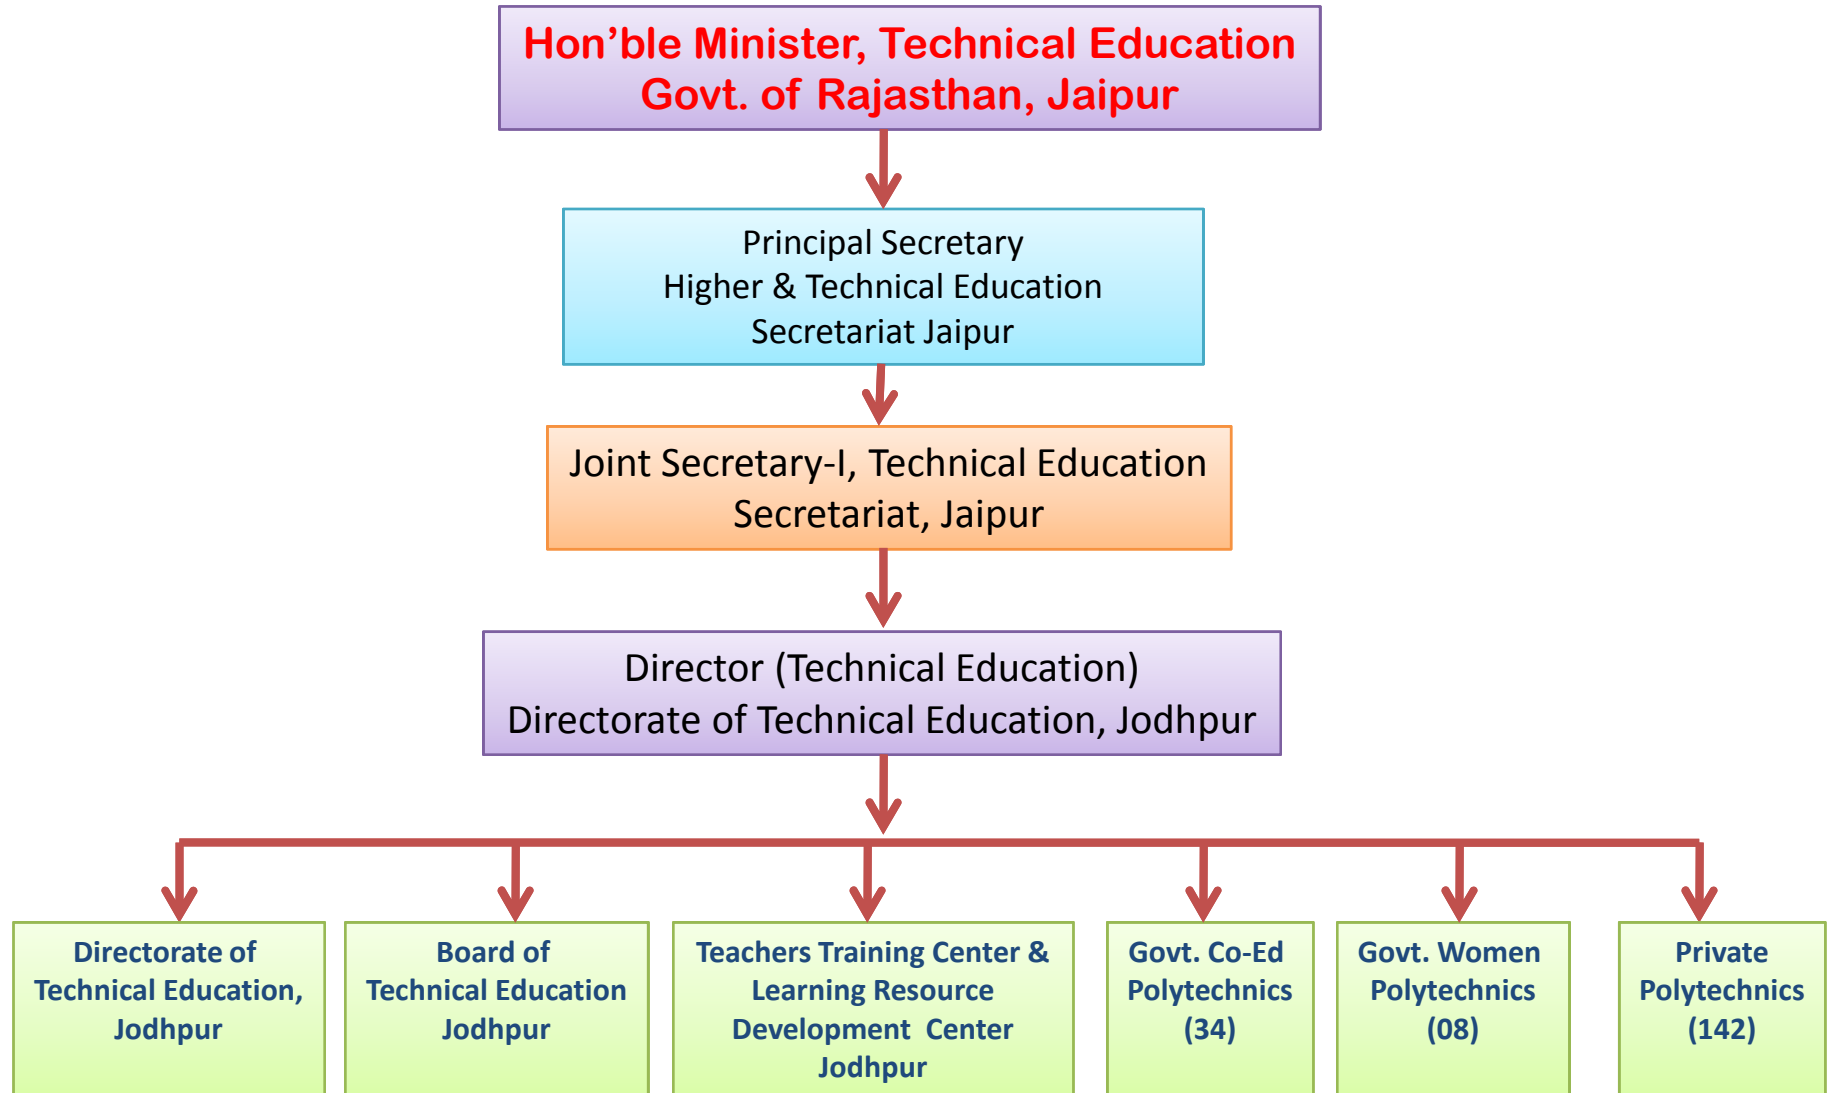 Hon’ble Minister, Technical Education
Govt. of Rajasthan, Jaipur
Principal Secretary
Higher & Technical Education
Secretariat Jaipur
Joint Secretary-I, Technical Education
Secretariat, Jaipur
Director (Technical Education)
Directorate of Technical Education, Jodhpur
Directorate of
Technical Education,
Jodhpur
Board of
Technical Education
Jodhpur
Teachers Training Center &
Learning Resource
Development Center
Jodhpur
Govt. Co-Ed
Polytechnics
(34)
Govt. Women
Polytechnics
(08)
Private
Polytechnics
(142)